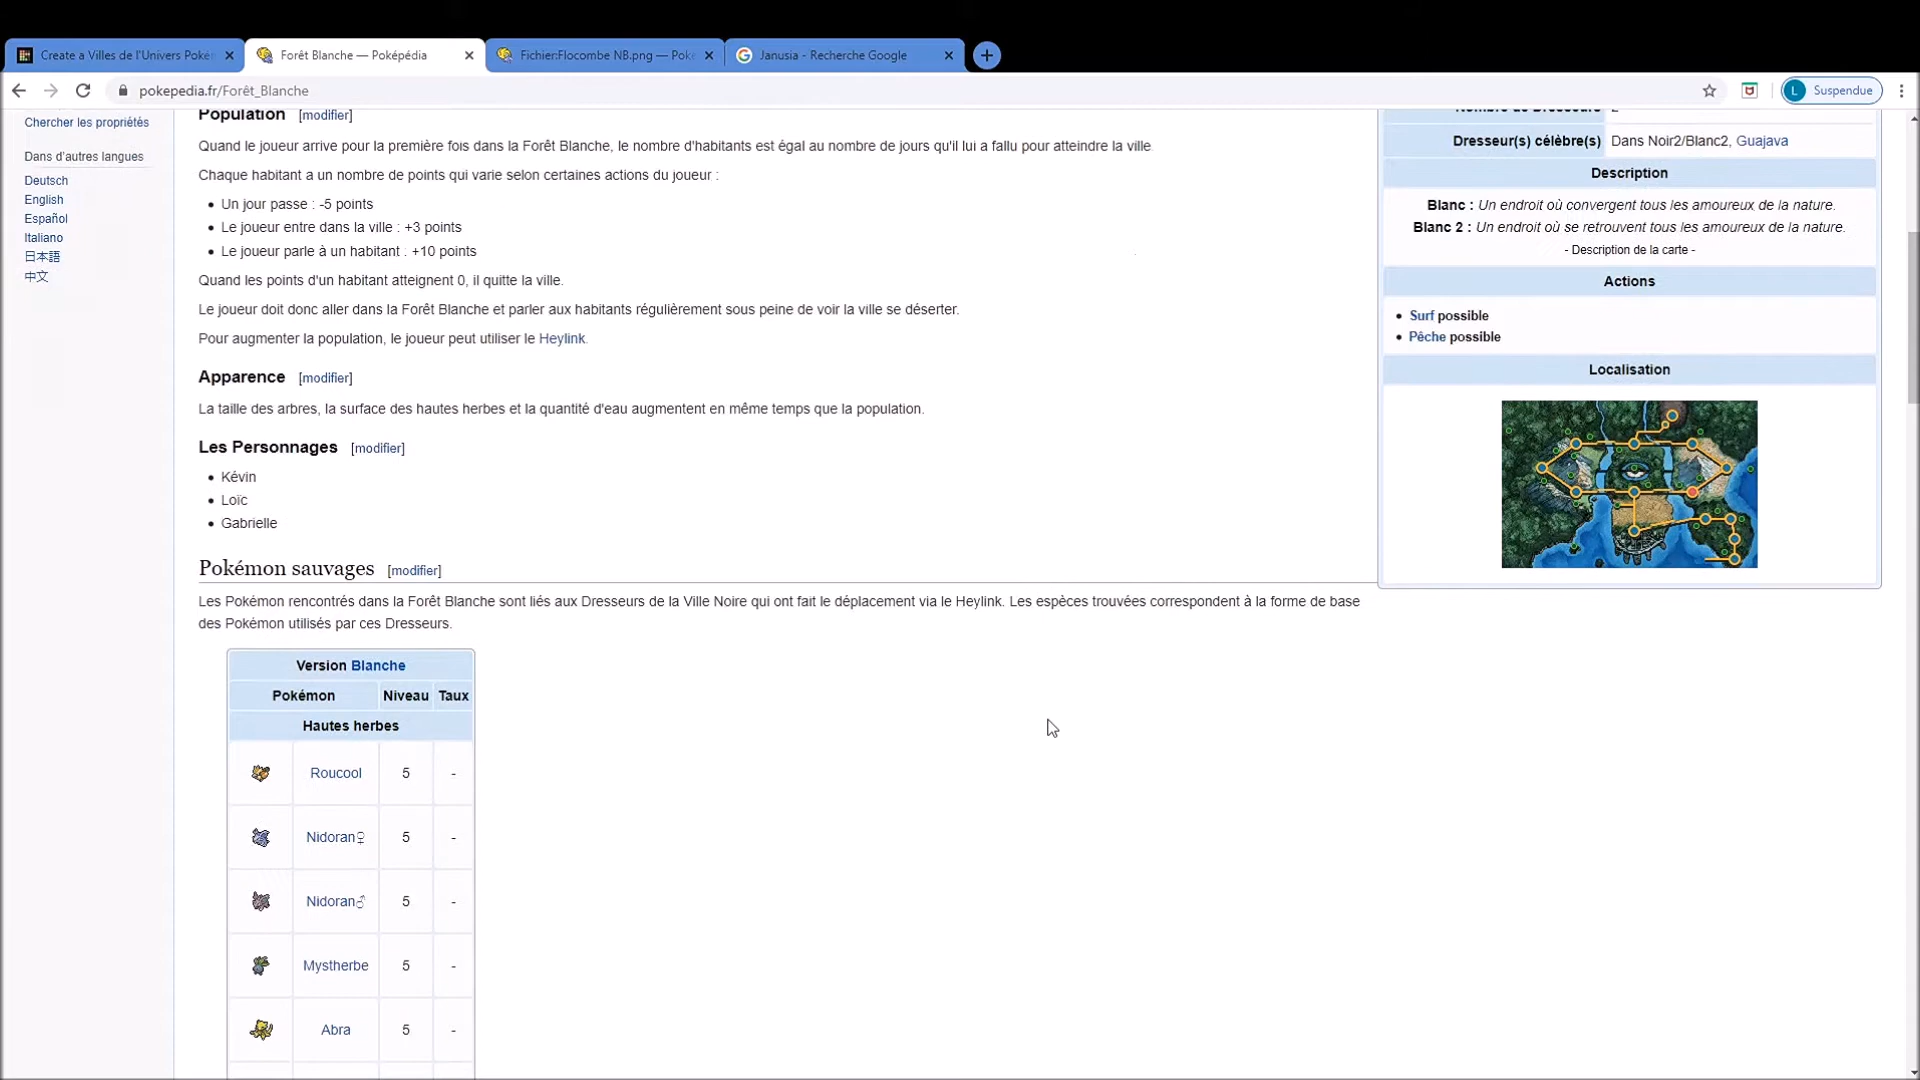 Create a Villes de l'Univers Poké
Forêt Blanche — Poképédia
Fichier:Flocombe NB.png — Pok
Janusia - Recherche Google
pokepedia.fr/Forêt_Blanche
L
Suspendue
Chercher les propriétés
Dans d'autres langues
Deutsch
English
Español
Italiano
日本語
中文
Population [modifier]
Quand le joueur arrive pour la première fois dans la Forêt Blanche, le nombre d'habitants est égal au nombre de jours qu'il lui a fallu pour atteindre la ville.
Chaque habitant a un nombre de points qui varie selon certaines actions du joueur :
Un jour passe : -5 points
Le joueur entre dans la ville : +3 points
Le joueur parle à un habitant : +10 points
Quand les points d'un habitant atteignent 0, il quitte la ville.
Le joueur doit donc aller dans la Forêt Blanche et parler aux habitants régulièrement sous peine de voir la ville se déserter.
Pour augmenter la population, le joueur peut utiliser le Heylink.
Apparence [modifier]
La taille des arbres, la surface des hautes herbes et la quantité d'eau augmentent en même temps que la population.
Les Personnages [modifier]
Kévin
Loïc
Gabrielle
Pokémon sauvages [modifier]
Les Pokémon rencontrés dans la Forêt Blanche sont liés aux Dresseurs de la Ville Noire qui ont fait le déplacement via le Heylink. Les espèces trouvées correspondent à la forme de base
des Pokémon utilisés par ces Dresseurs.
Version Blanche
Pokémon Niveau Taux
Hautes herbes
Roucool 5 -
Nidoran♀ 5 -
Nidoran♂ 5 -
Mystherbe 5 -
Abra 5 -
Nombre de Dresseurs
Dresseur(s) célèbre(s) Dans Noir2/Blanc2, Guajava
Description
Blanc : Un endroit où convergent tous les amoureux de la nature.
Blanc 2 : Un endroit où se retrouvent tous les amoureux de la nature.
- Description de la carte -
Actions
Surf possible
Pêche possible
Localisation